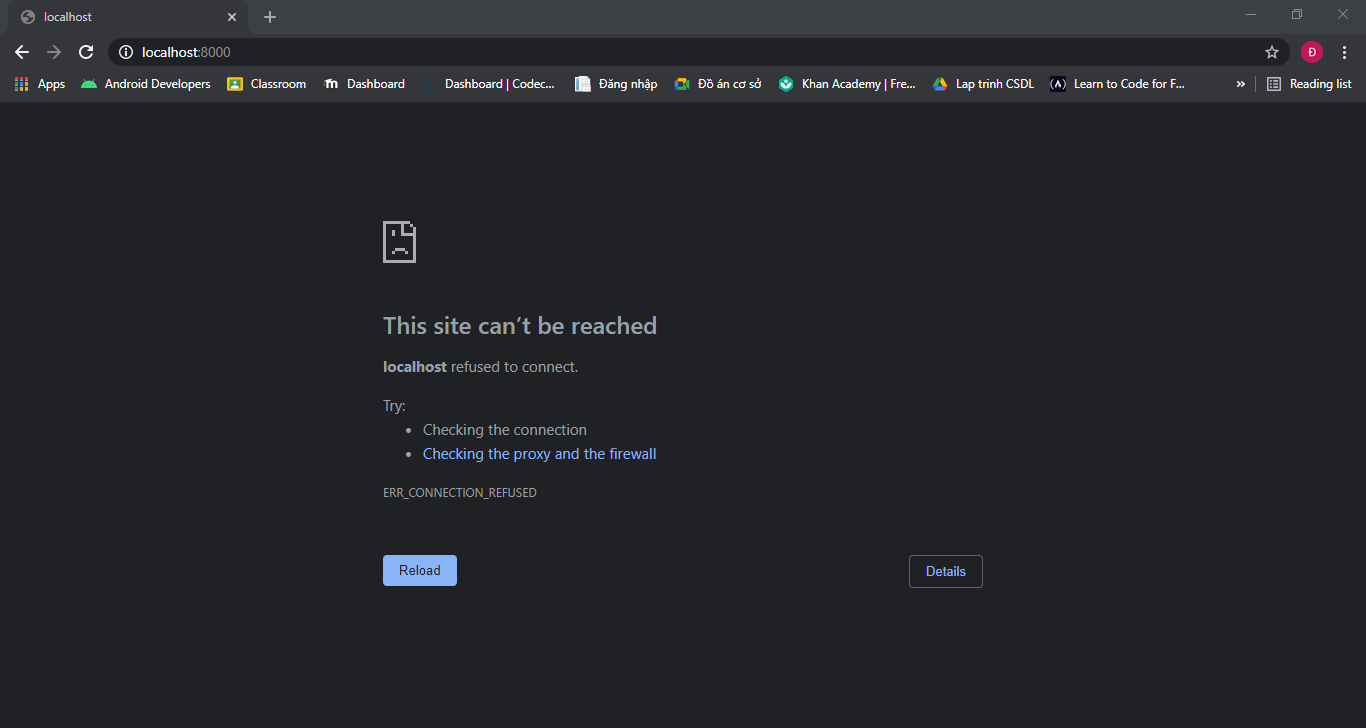 localhost
localhost:8000
Đ
Apps Android Developers Classroom m Dashboard Dashboard | Codec... Đăng nhập Đồ án cơ sở Khan Academy | Fre... Lap trinh CSDL (Λ) Learn to Code for F... » Reading list
This site can’t be reached
localhost refused to connect.
Try:
• Checking the connection
• Checking the proxy and the firewall
ERR_CONNECTION_REFUSED
Reload Details